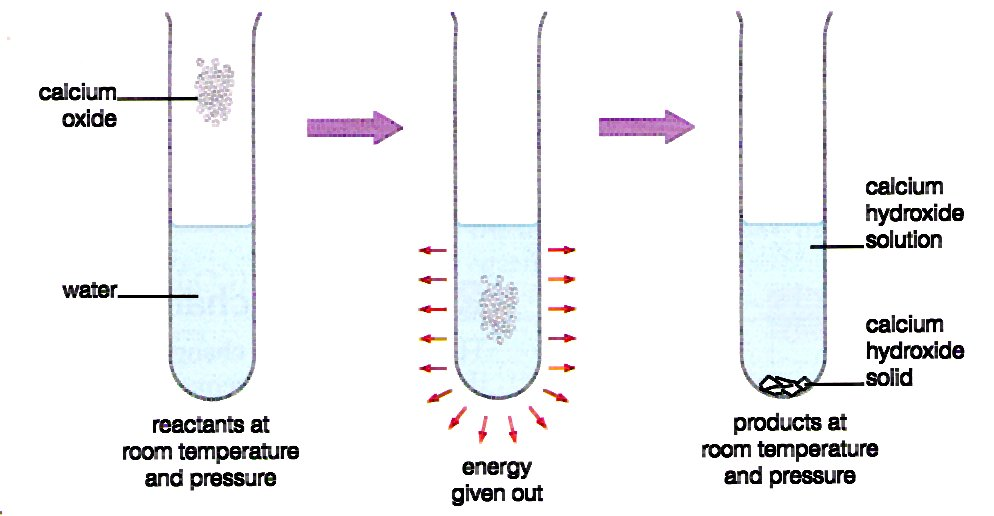 calcium
oxide
water
reactants at
room temperature
and pressure
energy
given out
calcium
hydroxide
solution
calcium
hydroxide
solid
products at
room temperature
and pressure